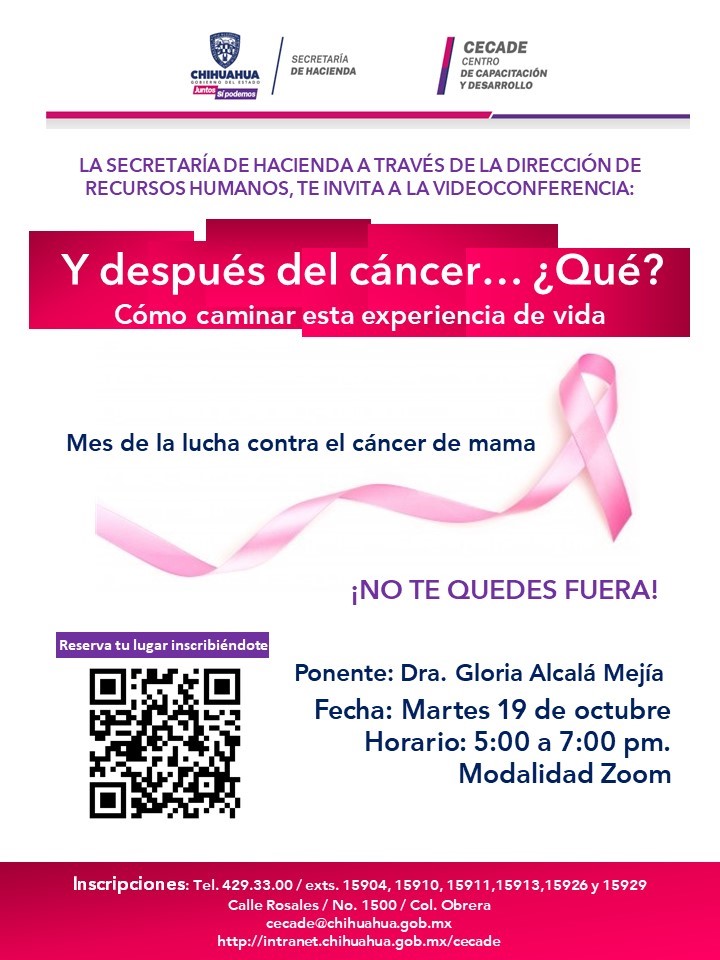 CHIHUAHUA
GOBIERNO DEL ESTADO
Juntos Sí podemos
SECRETARÍA
DE HACIENDA
CECADE
CENTRO
DE CAPACITACIÓN
Y DESARROLLO
LA SECRETARÍA DE HACIENDA A TRAVÉS DE LA DIRECCIÓN DE
RECURSOS HUMANOS, TE INVITA A LA VIDEOCONFERENCIA:
Y después del cáncer... ¿Qué?
Cómo caminar esta experiencia de vida
Mes de la lucha contra el cáncer de mama
¡NO TE QUEDES FUERA!
Reserva tu lugar inscribiéndote
Ponente: Dra. Gloria Alcalá Mejía
Fecha: Martes 19 de octubre
Horario: 5:00 a 7:00 pm.
Modalidad Zoom
Inscripciones: Tel. 429.33.00 / exts. 15904, 15910, 15911,15913,15926 y 15929
Calle Rosales / No. 1500 / Col. Obrera
cecade@chihuahua.gob.mx
http://intranet.chihuahua.gob.mx/cecade